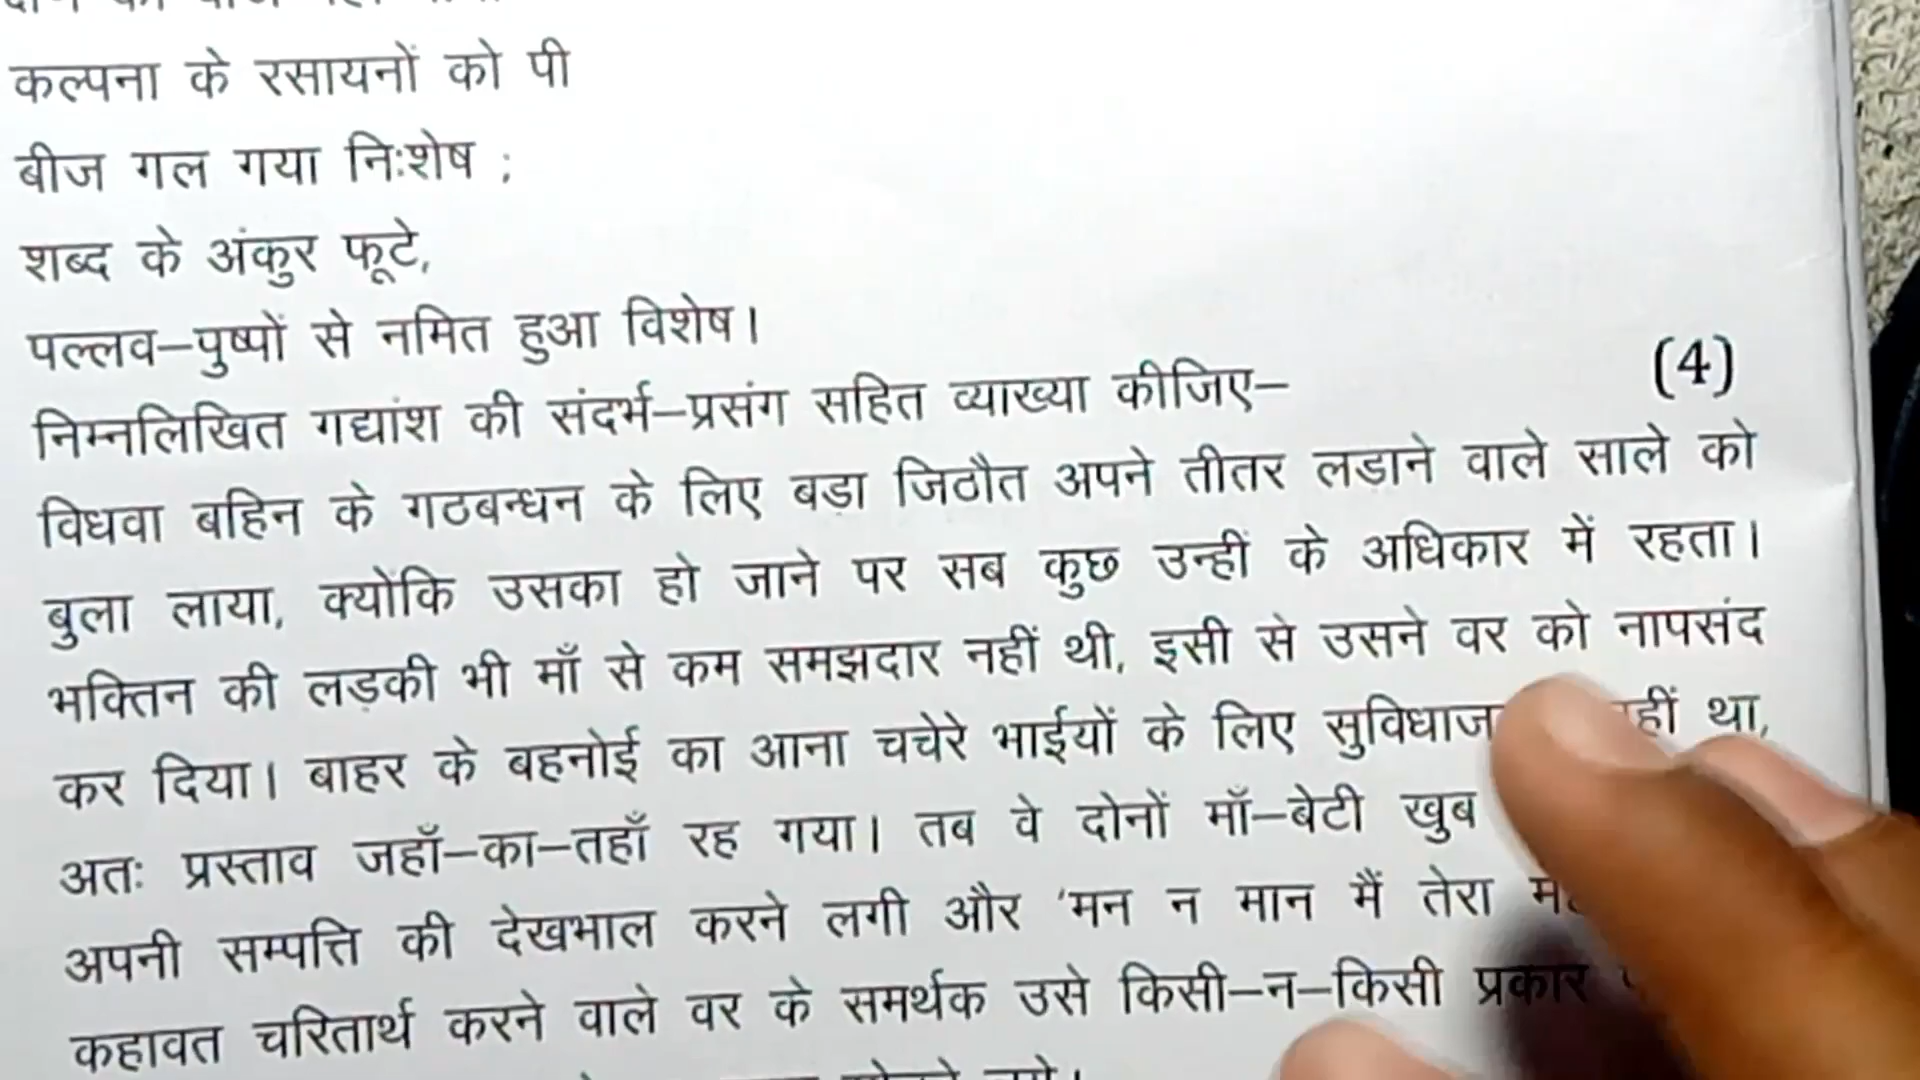 कल्पना के रसायनों को पी
बीज गल गया निःशेष ;
शब्द के अंकुर फूटे,
पल्लव–पुष्पों से नमित हुआ विशेष।
(4)
निम्नलिखित गद्यांश की संदर्भ–प्रसंग सहित व्याख्या कीजिए–
विधवा बहिन के गठबन्धन के लिए बड़ा जिठौत अपने तीतर लडाने वाले साले को
बुला लाया, क्योंकि उसका हो जाने पर सब कुछ उन्हीं के अधिकार में रहता।
भक्तिन की लड़की भी माँ से कम समझदार नहीं थी, इसी से उसने वर को नापसंद
कर दिया। बाहर के बहनोई का आना चचेरे भाईयों के लिए था,
अतः प्रस्ताव जहाँ–का–तहाँ रह गया। तब वे दोनों माँ–बेटी खुब
अपनी सम्पत्ति की देखभाल करने लगी और 'मन न मान मैं तेरा
कहावत चरितार्थ करने वाले वर के समर्थक उसे किसी–न–किसी प्रकार